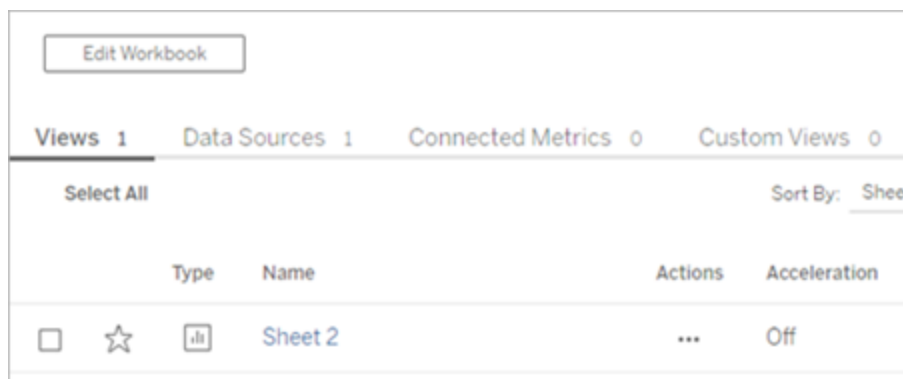 Edit Workbook
Views 1 Data Sources 1 Connected Metrics 0 Custom Views 0
Select All Sort By: Shee
Type Name Actions Acceleration
Sheet 2 ... Off